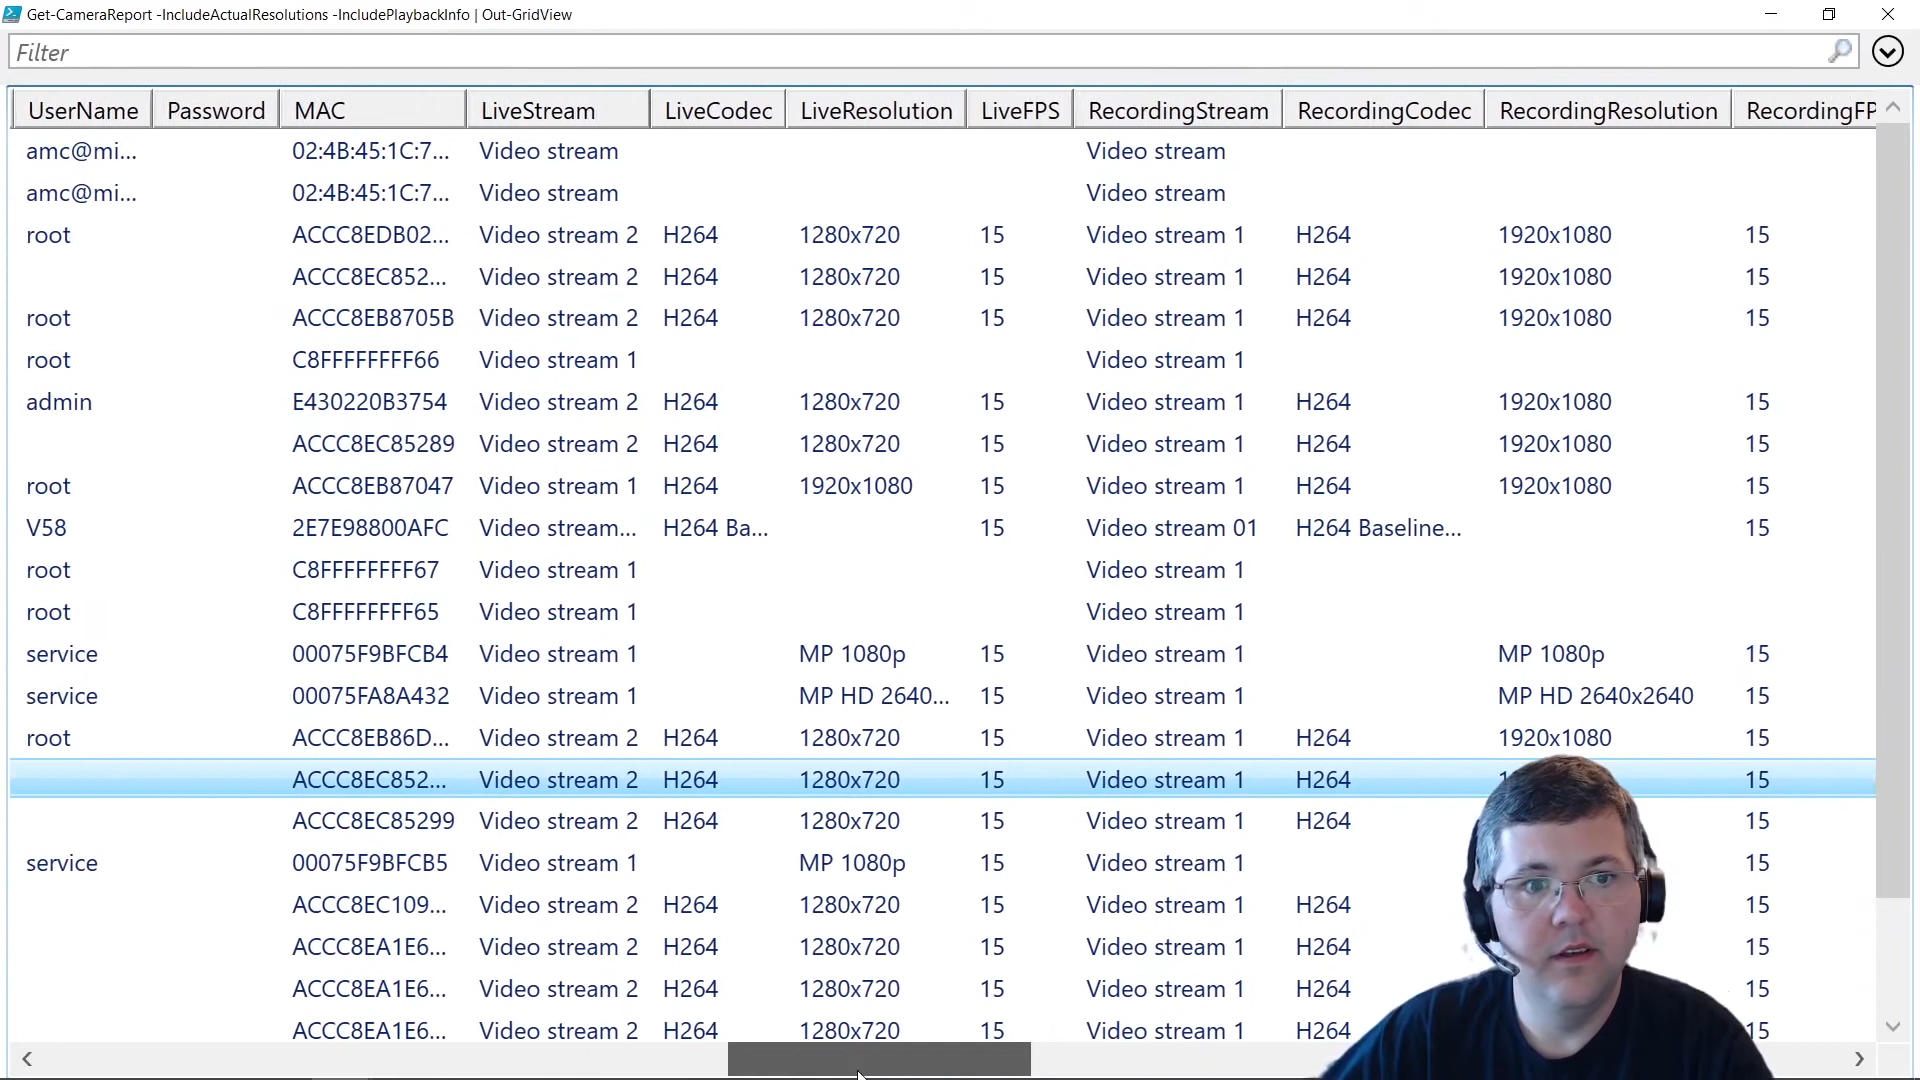 Get-CameraReport -IncludeActualResolutions -IncludePlaybackInfo | Out-GridView
Filter
UserName Password MAC LiveStream LiveCodec LiveResolution LiveFPS RecordingStream RecordingCodec RecordingResolution RecordingFP
amc@mi... 02:4B:45:1C:7... Video stream Video stream
amc@mi... 02:4B:45:1C:7... Video stream Video stream
root ACCC8EDB02... Video stream 2 H264 1280x720 15 Video stream 1 H264 1920x1080 15
ACCC8EC852... Video stream 2 H264 1280x720 15 Video stream 1 H264 1920x1080 15
root ACCC8EB8705B Video stream 2 H264 1280x720 15 Video stream 1 H264 1920x1080 15
root C8FFFFFFFF66 Video stream 1 Video stream 1
admin E430220B3754 Video stream 2 H264 1280x720 15 Video stream 1 H264 1920x1080 15
ACCC8EC85289 Video stream 2 H264 1280x720 15 Video stream 1 H264 1920x1080 15
root ACCC8EB87047 Video stream 1 H264 1920x1080 15 Video stream 1 H264 1920x1080 15
V58 2E7E98800AFC Video stream... H264 Ba... 15 Video stream 01 H264 Baseline... 15
root C8FFFFFFFF67 Video stream 1 Video stream 1
root C8FFFFFFFF65 Video stream 1 Video stream 1
service 00075F9BFCB4 Video stream 1 MP 1080p 15 Video stream 1 MP 1080p 15
service 00075FA8A432 Video stream 1 MP HD 2640... 15 Video stream 1 MP HD 2640x2640 15
root ACCC8EB86D... Video stream 2 H264 1280x720 15 Video stream 1 H264 1920x1080 15
ACCC8EC852... Video stream 2 H264 1280x720 15 Video stream 1 H264 15
ACCC8EC85299 Video stream 2 H264 1280x720 15 Video stream 1 H264 15
service 00075F9BFCB5 Video stream 1 MP 1080p 15 Video stream 1 15
ACCC8EC109... Video stream 2 H264 1280x720 15 Video stream 1 H264 15
ACCC8EA1E6... Video stream 2 H264 1280x720 15 Video stream 1 H264 15
ACCC8EA1E6... Video stream 2 H264 1280x720 15 Video stream 1 H264 15
ACCC8EA1E6... Video stream 2 H264 1280x720 15 Video stream 1 H264 15